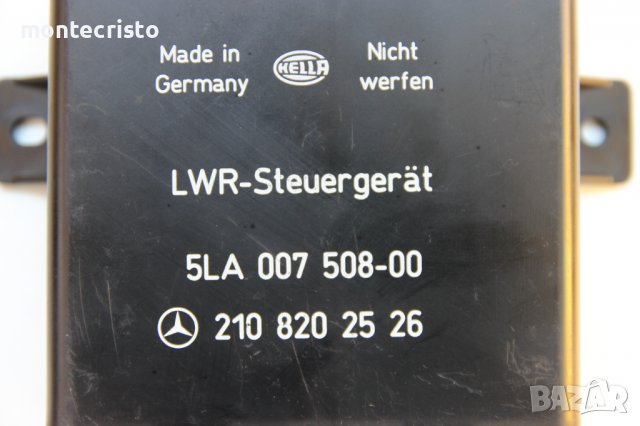 montecristo
Made in
Germany
HELLA
Nicht
werfen
LWR-Steuergerät
5LA 007 508-00
210 820 25 26
BAZAR